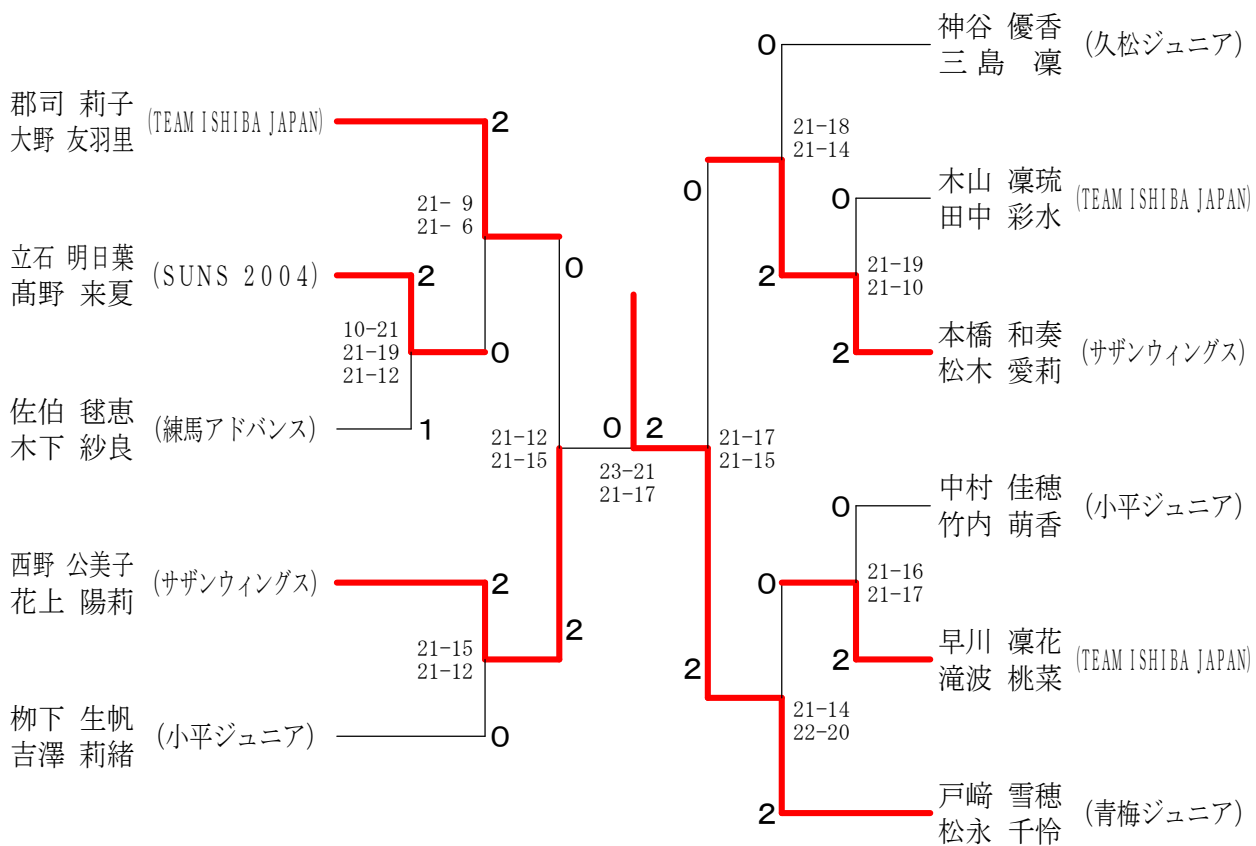 郡司 莉子
大野 友羽里
(TEAM ISHIBA JAPAN)
2
21- 9
21- 6
立石 明日葉
髙野 来夏
(SUNS 2004)
2
10-21
21-19
21-12
0
佐伯 毬恵
木下 紗良
(練馬アドバンス)
1
0
21-12
21-15
西野 公美子
花上 陽莉
(サザンウィングス)
2
21-15
21-12
2
栁下 生帆
吉澤 莉緒
(小平ジュニア)
0
0
2
23-21
21-17
0
神谷 優香
三島 凜
(久松ジュニア)
21-18
21-14
0
0
木山 凜琉
田中 彩水
(TEAM ISHIBA JAPAN)
2
21-19
21-10
2
本橋 和奏
松木 愛莉
(サザンウィングス)
21-17
21-15
0
中村 佳穂
竹内 萌香
(小平ジュニア)
0
21-16
21-17
2
2
早川 凜花
滝波 桃菜
(TEAM ISHIBA JAPAN)
21-14
22-20
2
戸﨑 雪穂
松永 千怜
(青梅ジュニア)